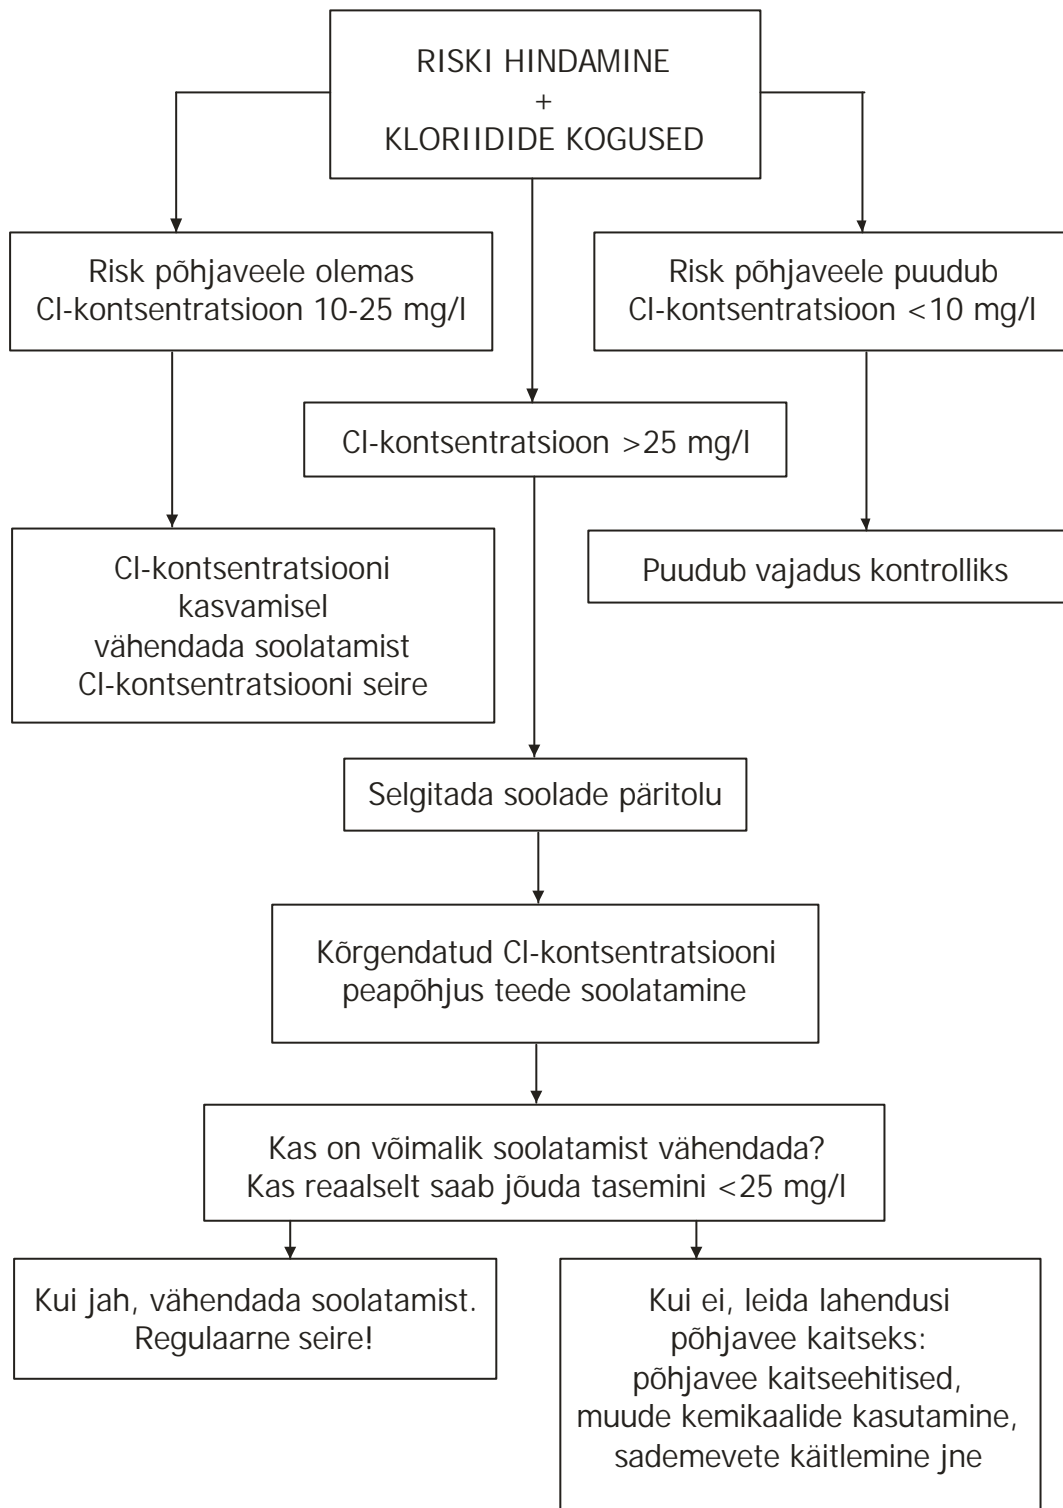 RISKI HINDAMINE
+
KLORIIDIDE KOGUSED
Risk põhjaveele olemas
Cl-kontsentratsioon 10-25 mg/l
Risk põhjaveele puudub
Cl-kontsentratsioon <10 mg/l
Cl-kontsentratsioon >25 mg/l
Cl-kontsentratsiooni
kasvamisel
vähendada soolatamist
Cl-kontsentratsiooni seire
Puudub vajadus kontrolliks
Selgitada soolade päritolu
Kõrgendatud Cl-kontsentratsiooni
peapõhjus teede soolatamine
Kas on võimalik soolatamist vähendada?
Kas reaalselt saab jõuda tasemini <25 mg/l
Kui jah, vähendada soolatamist.
Regulaarne seire!
Kui ei, leida lahendusi
põhjavee kaitseks:
põhjavee kaitseehitised,
muude kemikaalide kasutamine,
sademevete käitlemine jne